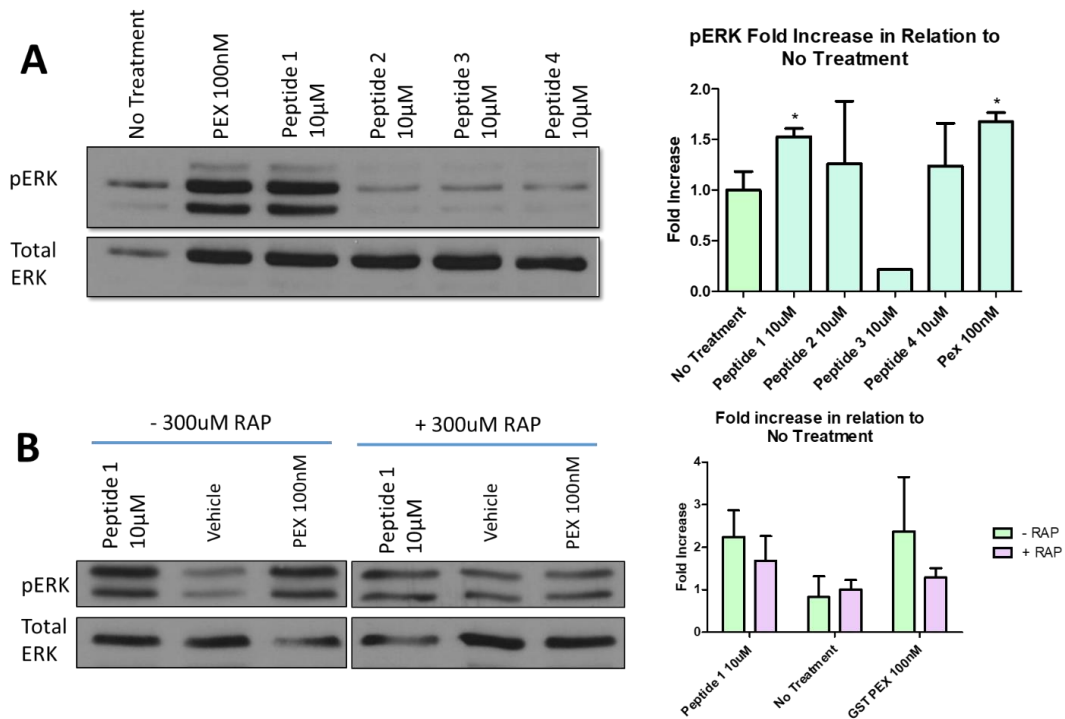 A
No Treatment
PEX 100nM
Peptide 1
10µM
Peptide 2
10µM
Peptide 3
10µM
Peptide 4
10µM
pERK
Total
ERK
pERK Fold Increase in Relation to
No Treatment
Fold Increase
2.0
1.5
1.0
0.5
0.0
*
*
No Treatment
Peptide 1 10uM
Peptide 2 10uM
Peptide 3 10uM
Peptide 4 10uM
Pex 100nM
B
- 300uM RAP
+ 300uM RAP
Peptide 1
10µM
Vehicle
PEX 100nM
Peptide 1
10µM
Vehicle
PEX 100nM
pERK
Total
ERK
Fold increase in relation to
No Treatment
Fold Increase
4
3
2
1
0
Peptide 1 10uM
No Treatment
GST PEX 100nM
- RAP
+ RAP